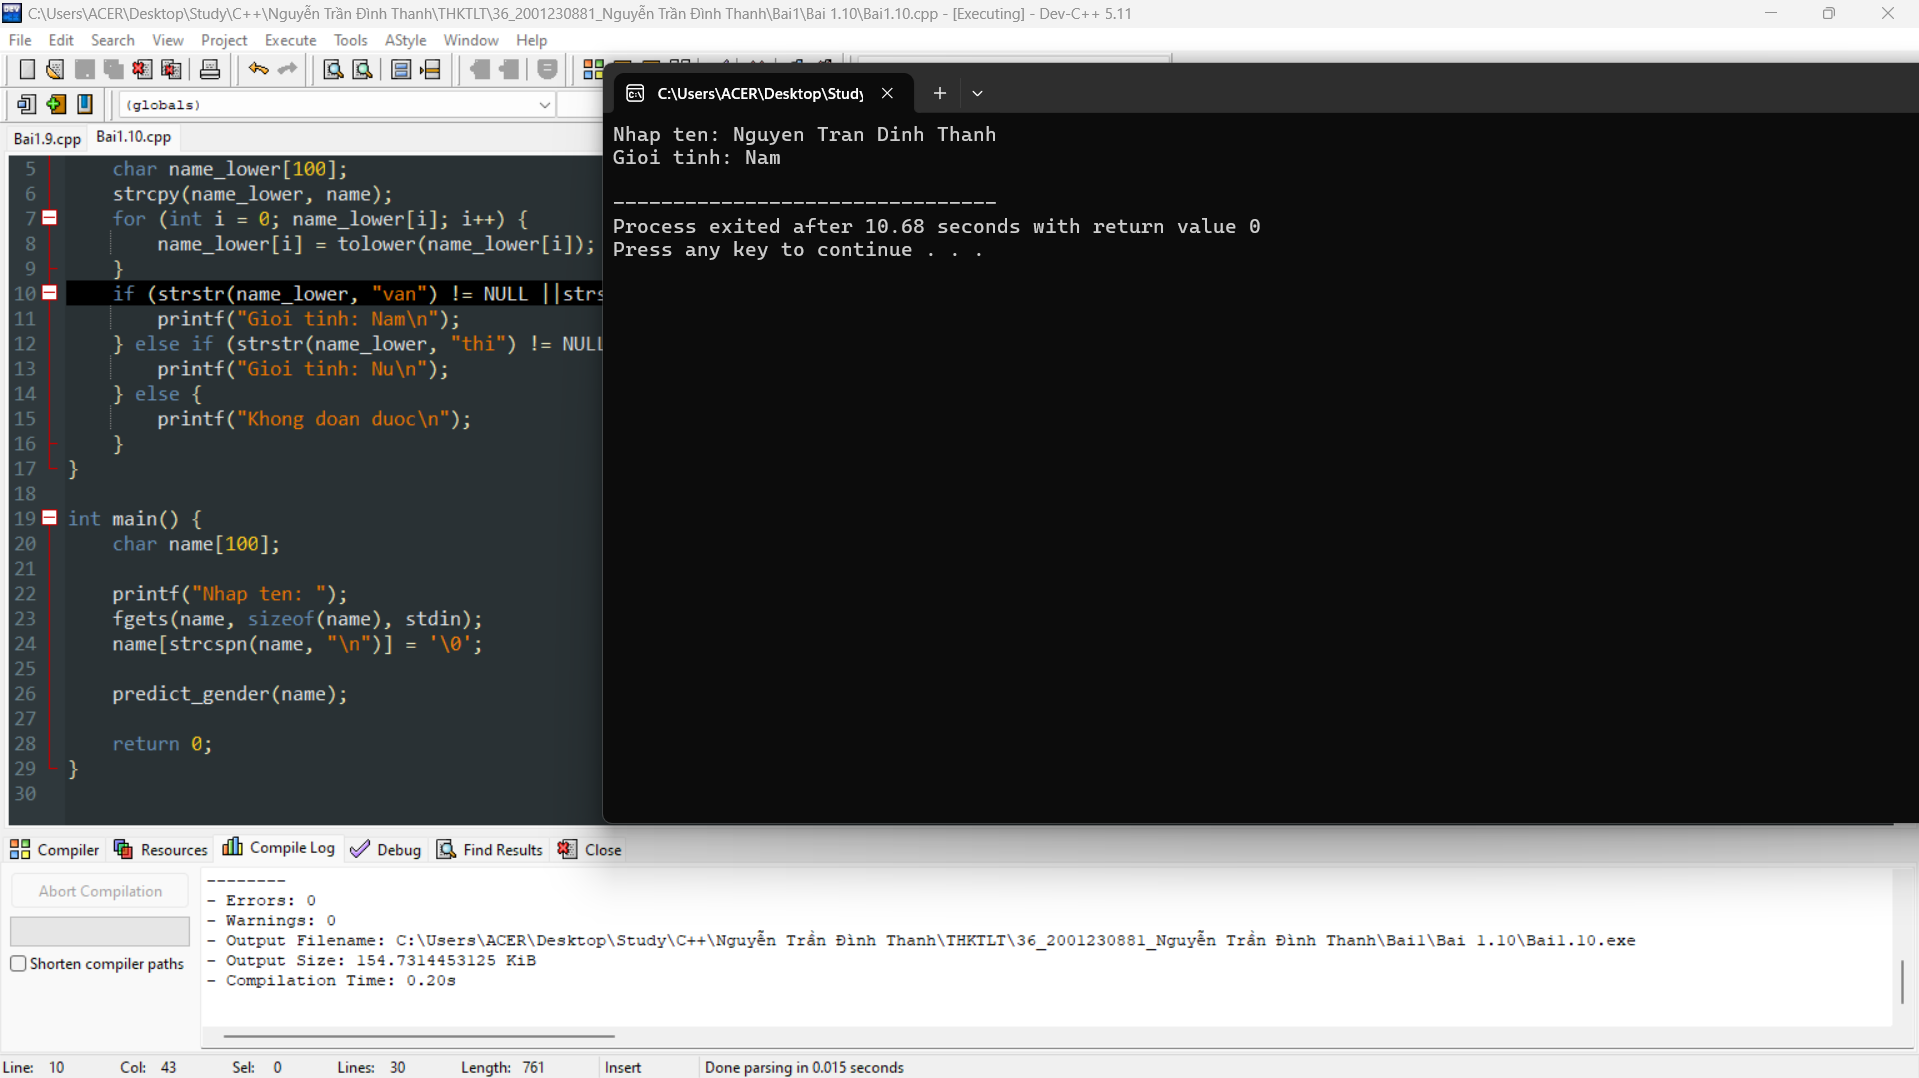 C:\Users\ACER\Desktop\Study\C++\Nguyễn Trần Đình Thanh\THKTLT\36_2001230881_Nguyễn Trần Đình Thanh\Bai1\Bai 1.10\Bai1.10.cpp - [Executing] - Dev-C++ 5.11
File Edit Search View Project Execute Tools AStyle Window Help
(globals)
Bai1.9.cpp Bai1.10.cpp
5 char name_lower[100];
6 strcpy(name_lower, name);
7 for (int i = 0; name_lower[i]; i++) {
8 name_lower[i] = tolower(name_lower[i]);
9 }
10 if (strstr(name_lower, "van") != NULL ||strs
11 printf("Gioi tinh: Nam\n");
12 } else if (strstr(name_lower, "thi") != NULL
13 printf("Gioi tinh: Nu\n");
14 } else {
15 printf("Khong doan duoc\n");
16 }
17 }
18
19 int main() {
20 char name[100];
21
22 printf("Nhap ten: ");
23 fgets(name, sizeof(name), stdin);
24 name[strcspn(name, "\n")] = '\0';
25
26 predict_gender(name);
27
28 return 0;
29 }
30
C:\Users\ACER\Desktop\Study
Nhap ten: Nguyen Tran Dinh Thanh
Gioi tinh: Nam
--------------------------------
Process exited after 10.68 seconds with return value 0
Press any key to continue . . .
Compiler Resources Compile Log Debug Find Results Close
Abort Compilation
Shorten compiler paths
--------
- Errors: 0
- Warnings: 0
- Output Filename: C:\Users\ACER\Desktop\Study\C++\Nguyễn Trần Đình Thanh\THKTLT\36_2001230881_Nguyễn Trần Đình Thanh\Bai1\Bai 1.10\Bai1.10.exe
- Output Size: 154.7314453125 KiB
- Compilation Time: 0.20s
Line: 10 Col: 43 Sel: 0 Lines: 30 Length: 761 Insert Done parsing in 0.015 seconds